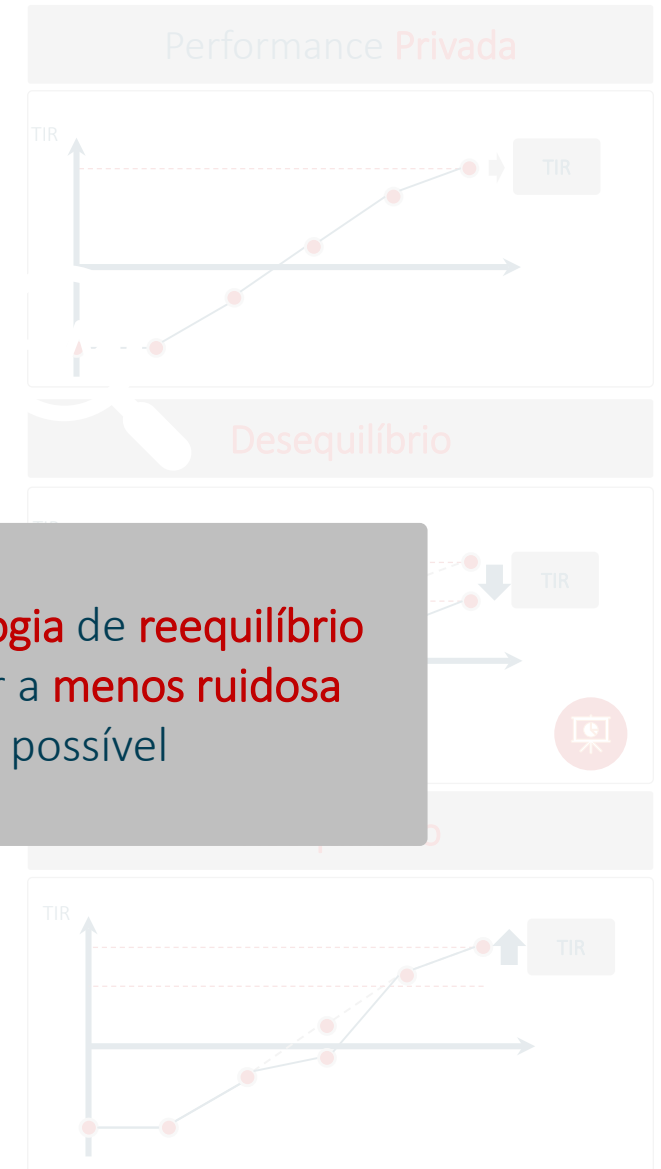 Performance Privada
TIR
TIR
Desequilíbrio
TIR
ogia de reequilíbrio
r a menos ruidosa
possível
TIR
TIR